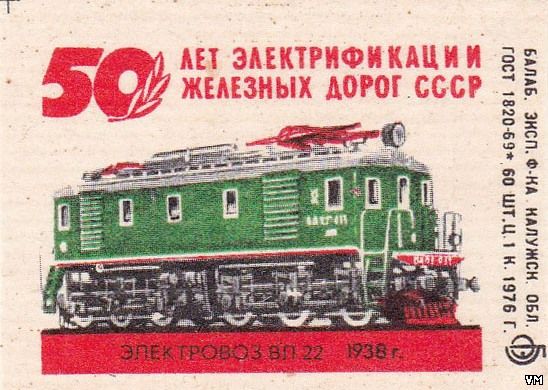 50 ЛЕТ ЭЛЕКТРИФИКАЦИИ
ЖЕЛЕЗНЫХ ДОРОГ СССР
ЭЛЕКТРОВОЗ ВЛ 22 1938 г.
БАЛАБ. ЭКСП. Ф-КА КАЛУЖСК. ОБЛ.
ГОСТ 1820-69* 60 ШТ. Ц. 1 К. 1976 Г.
VM